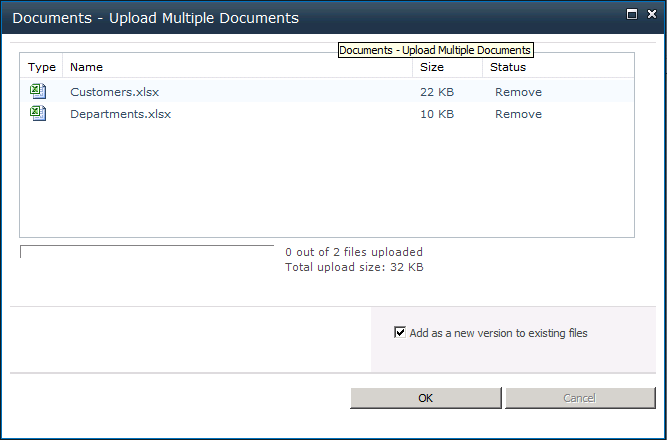 Documents - Upload Multiple Documents
Documents - Upload Multiple Documents
Type Name Size Status
Customers.xlsx 22 KB Remove
Departments.xlsx 10 KB Remove
0 out of 2 files uploaded
Total upload size: 32 KB
Add as a new version to existing files
OK Cancel